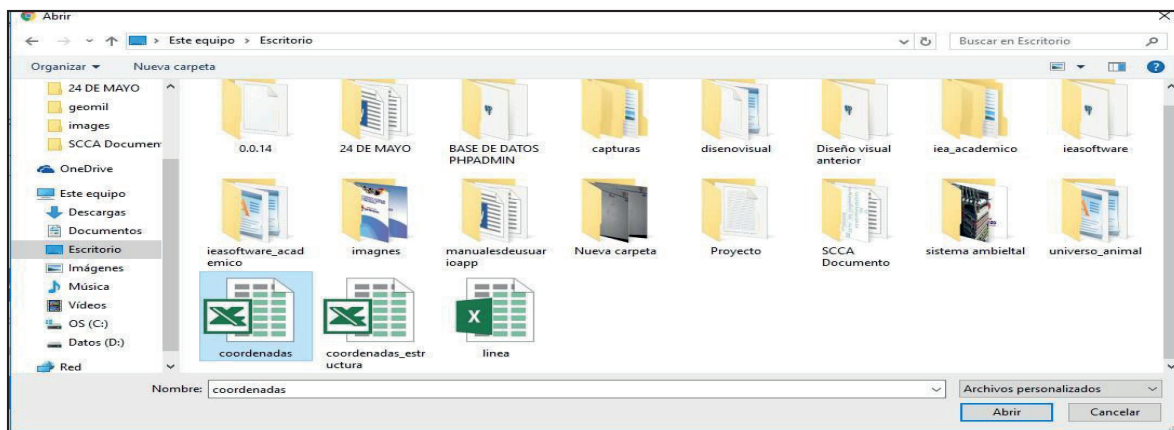 Abrir
Este equipo > Escritorio
Buscar en Escritorio
Organizar
Nueva carpeta
24 DE MAYO
geomil
images
SCCA Documen
OneDrive
Este equipo
Descargas
Documentos
Escritorio
Imágenes
Música
Vídeos
OS (C:)
Datos (D:)
Red
0.0.14
24 DE MAYO
BASE DE DATOS
PHPADMIN
capturas
disenovisual
Diseño visual
anterior
iea_academico
ieasoftware
ieasoftware_acad
emico
imagnes
manualesdeusuar
ioapp
Nueva carpeta
Proyecto
SCCA
Documento
sistema ambieltal
universo_animal
coordenadas
coordenadas_estr
uctura
linea
Nombre: coordenadas
Archivos personalizados
Abrir
Cancelar